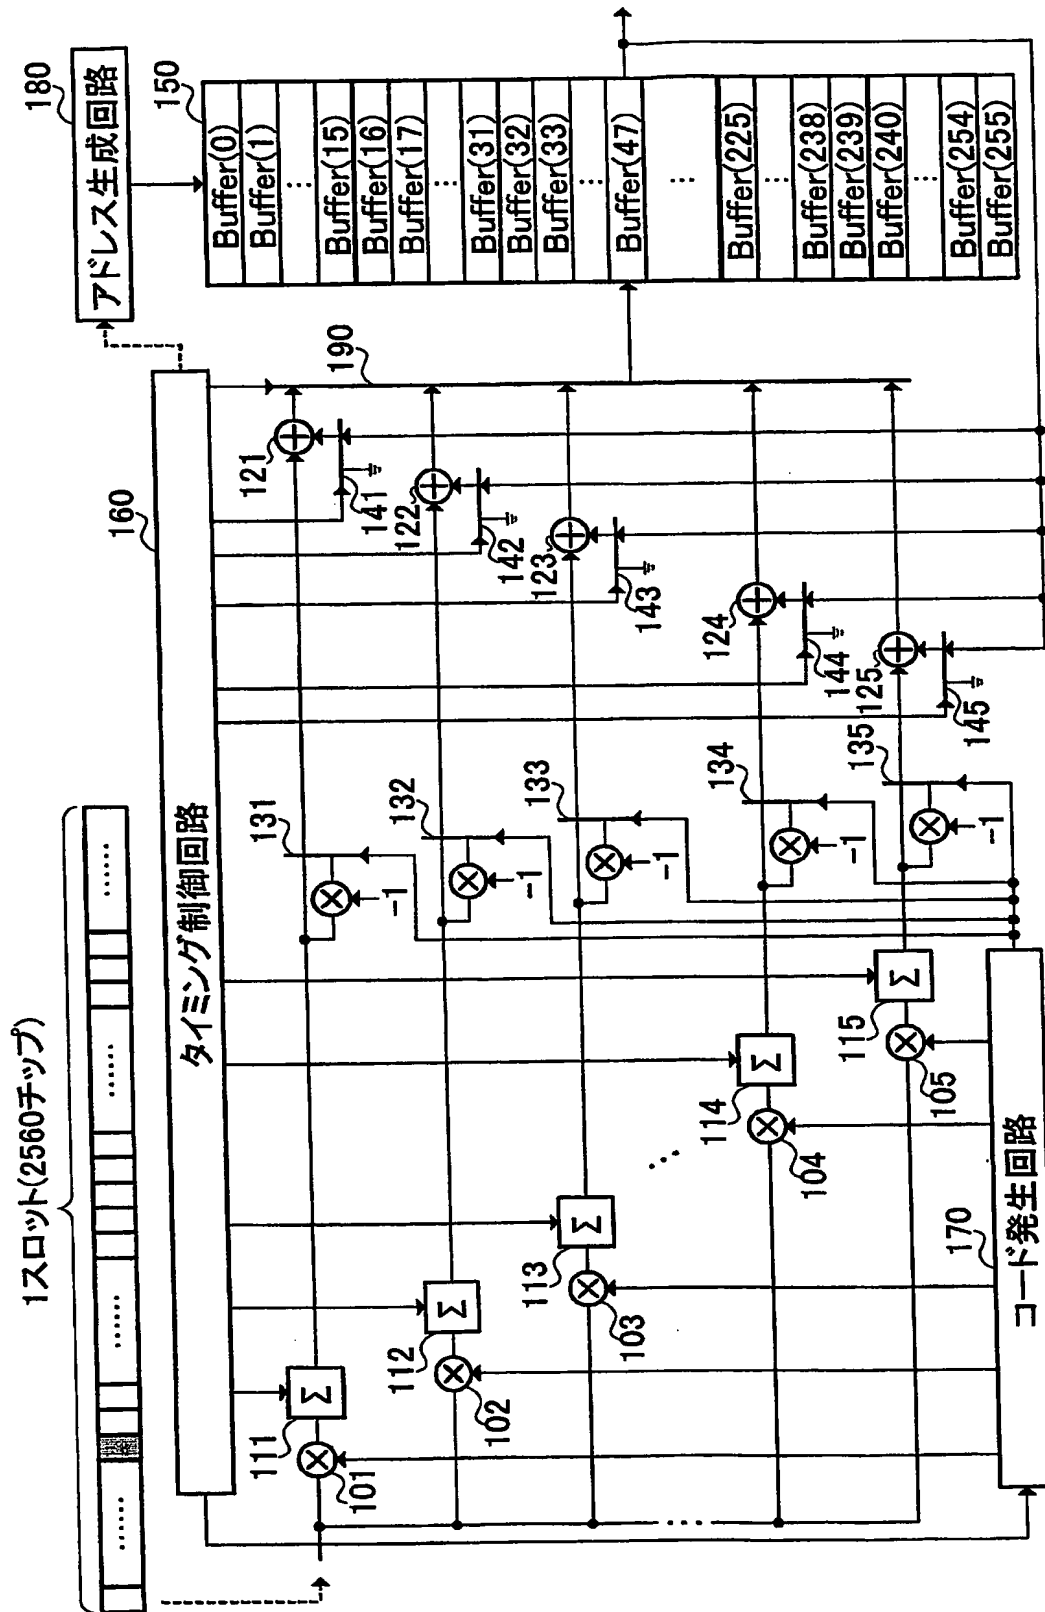 1スロット(2560チップ)
……
……
……
……
160
タイミング制御回路
180
アドレス生成回路
150
Buffer(0)
Buffer(1)
…
Buffer(15)
Buffer(16)
Buffer(17)
…
Buffer(31)
Buffer(32)
Buffer(33)
…
Buffer(47)
…
Buffer(225)
…
Buffer(238)
Buffer(239)
Buffer(240)
…
Buffer(254)
Buffer(255)
190
101
×
111
Σ
×
-1
131
121
+
141
102
×
112
Σ
×
-1
132
122
+
142
103
×
113
Σ
×
-1
133
123
+
143
…
…
104
×
114
Σ
×
-1
134
124
+
144
105
×
115
Σ
×
-1
135
125
+
145
170
コード発生回路